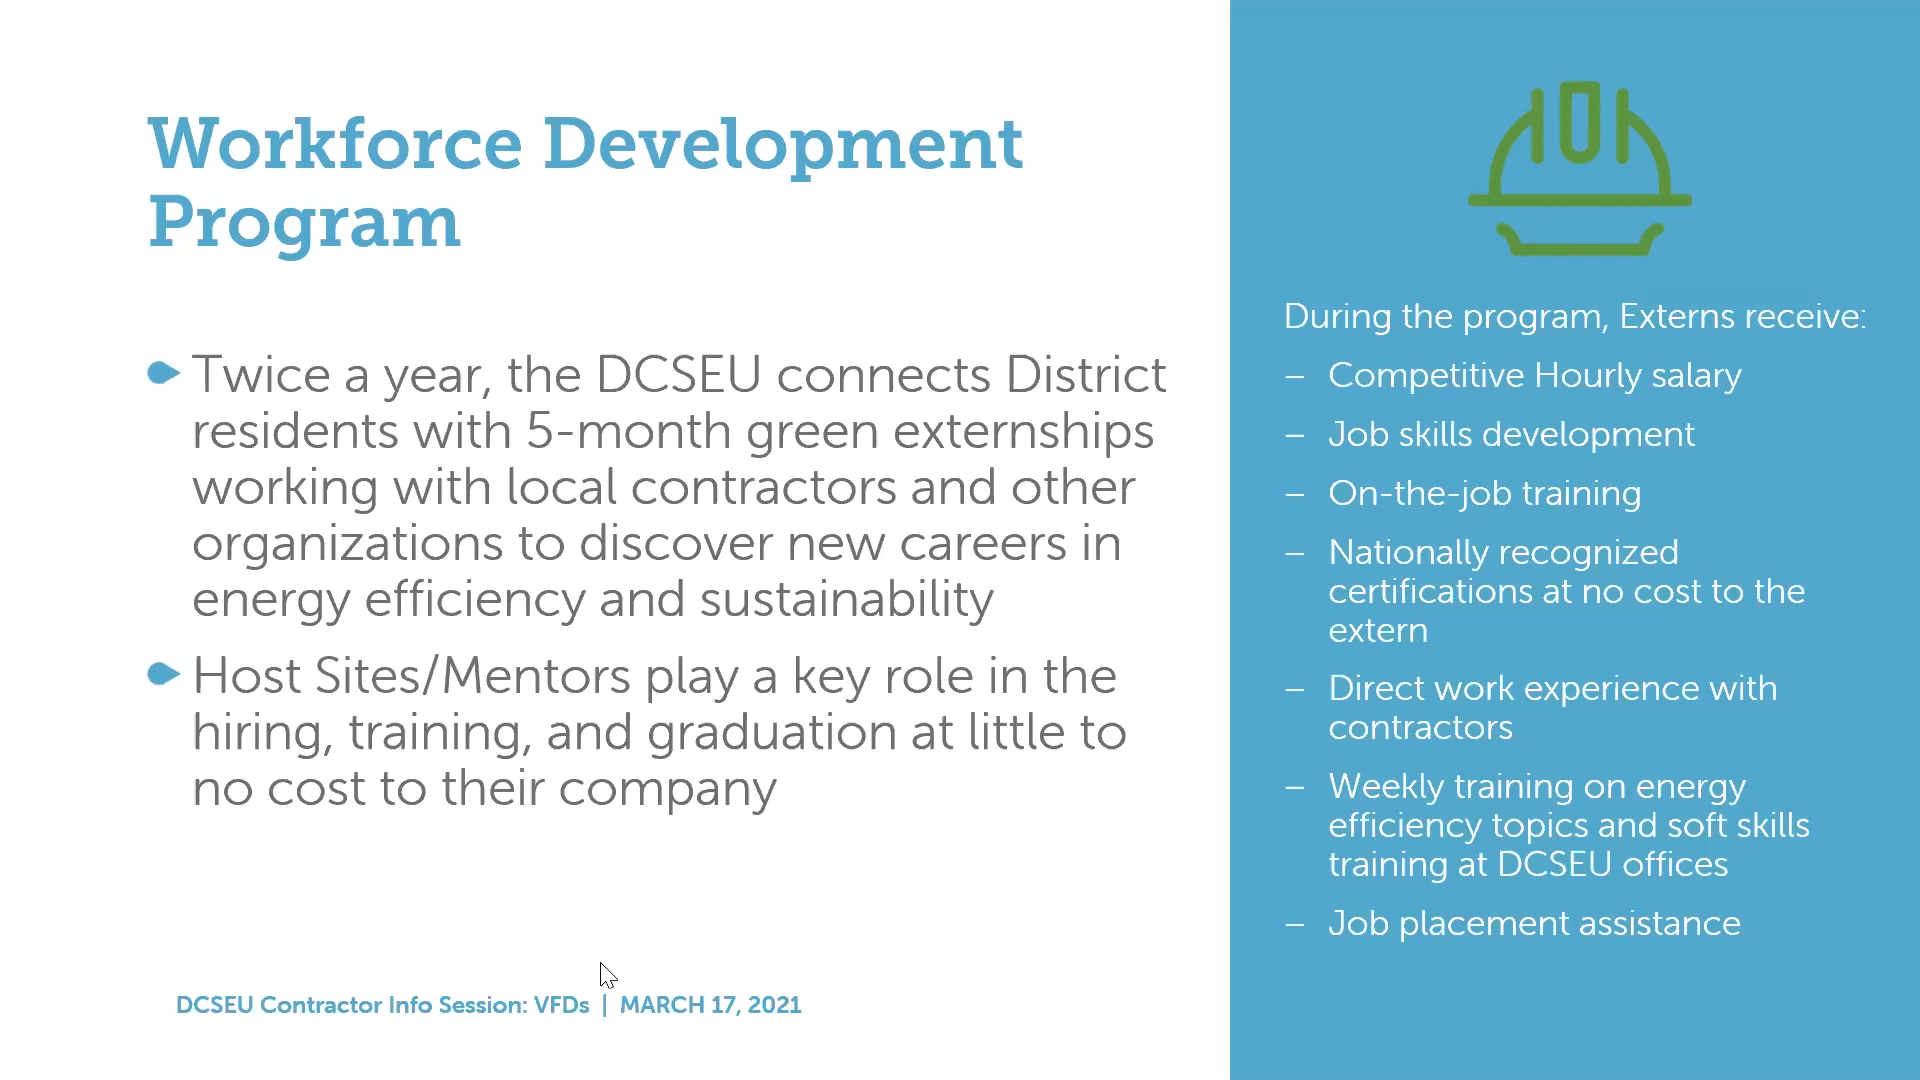 Workforce Development
Program
Twice a year, the DCSEU connects District
residents with 5-month green externships
working with local contractors and other
organizations to discover new careers in
energy efficiency and sustainability
Host Sites/Mentors play a key role in the
hiring, training, and graduation at little to
no cost to their company
DCSEU Contractor Info Session: VFDs | MARCH 17, 2021
During the program, Externs receive:
– Competitive Hourly salary
– Job skills development
– On-the-job training
– Nationally recognized
certifications at no cost to the
extern
– Direct work experience with
contractors
– Weekly training on energy
efficiency topics and soft skills
training at DCSEU offices
– Job placement assistance